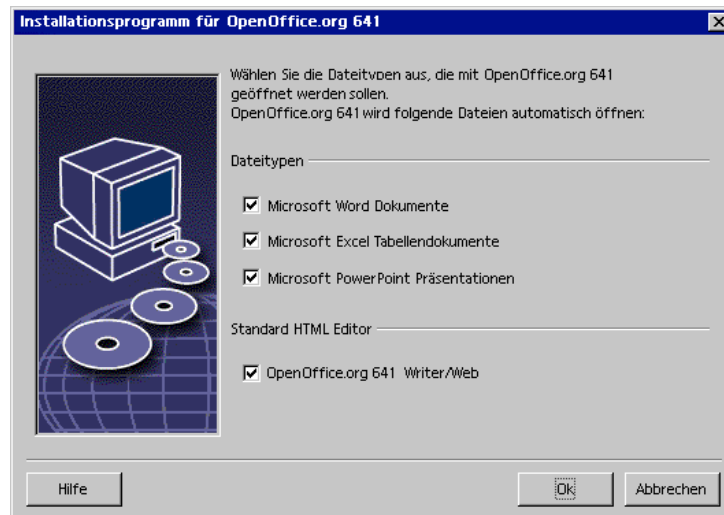 Installationsprogramm für OpenOffice.org 641
Wählen Sie die Dateitypen aus, die mit OpenOffice.org 641
geöffnet werden sollen.
OpenOffice.org 641 wird folgende Dateien automatisch öffnen:
Dateitypen
Microsoft Word Dokumente
Microsoft Excel Tabellendokumente
Microsoft PowerPoint Präsentationen
Standard HTML Editor
OpenOffice.org 641 Writer/Web
Hilfe
Ok
Abbrechen